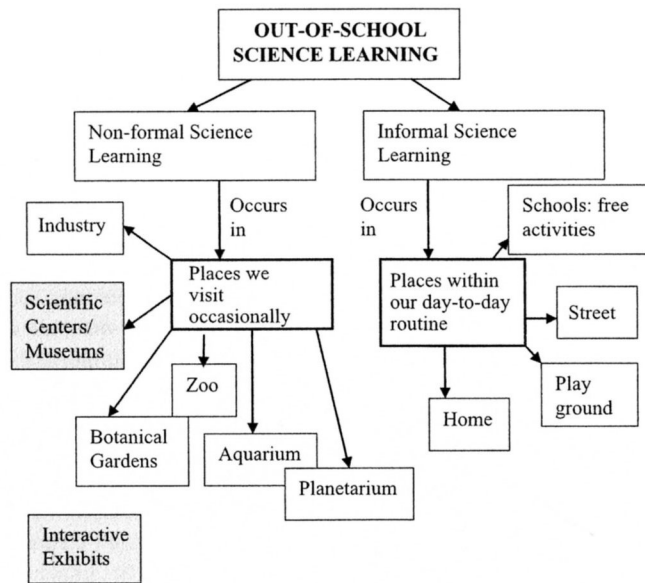 OUT-OF-SCHOOL
SCIENCE LEARNING
Non-formal Science
Learning
Informal Science
Learning
Occurs
in
Occurs
in
Schools: free
activities
Industry
Places we
visit
occasionally
Places within
our day-to-day
routine
Scientific
Centers/
Museums
Street
Zoo
Play
ground
Home
Botanical
Gardens
Aquarium
Planetarium
Interactive
Exhibits